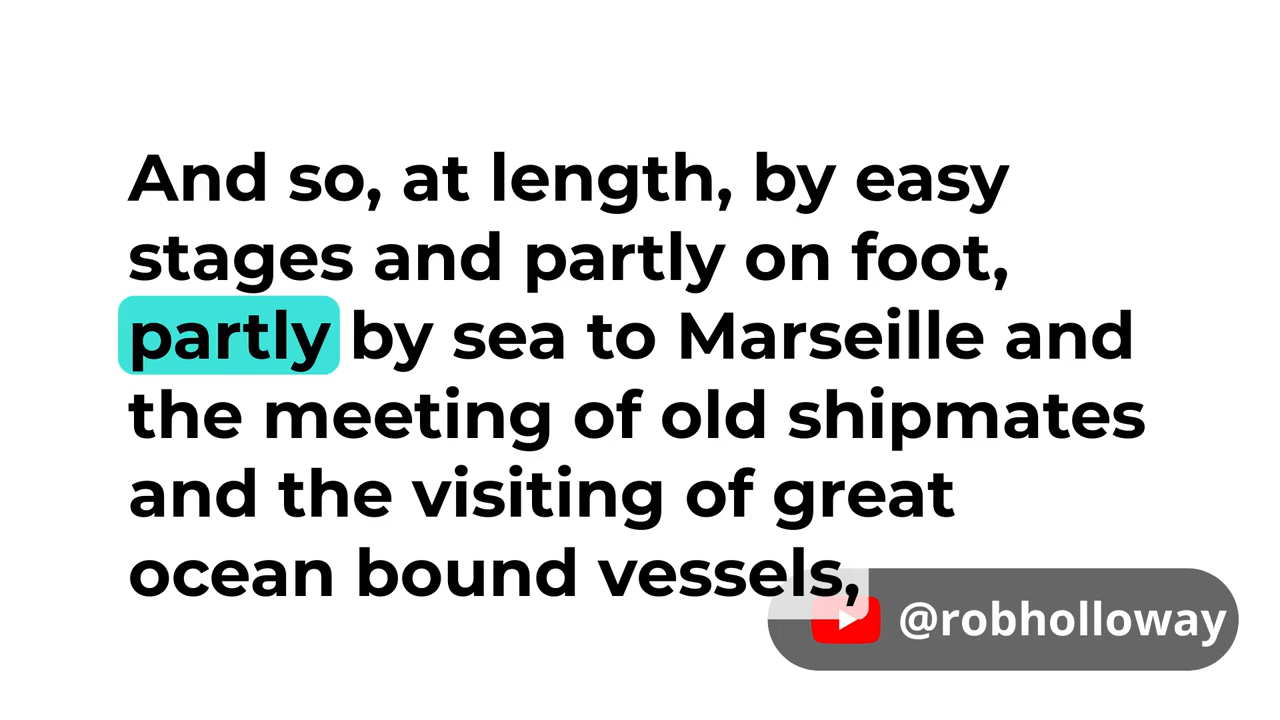 And so, at length, by easy
stages and partly on foot,
partly by sea to Marseille and
the meeting of old shipmates
and the visiting of great
ocean bound vessels,
@robholloway